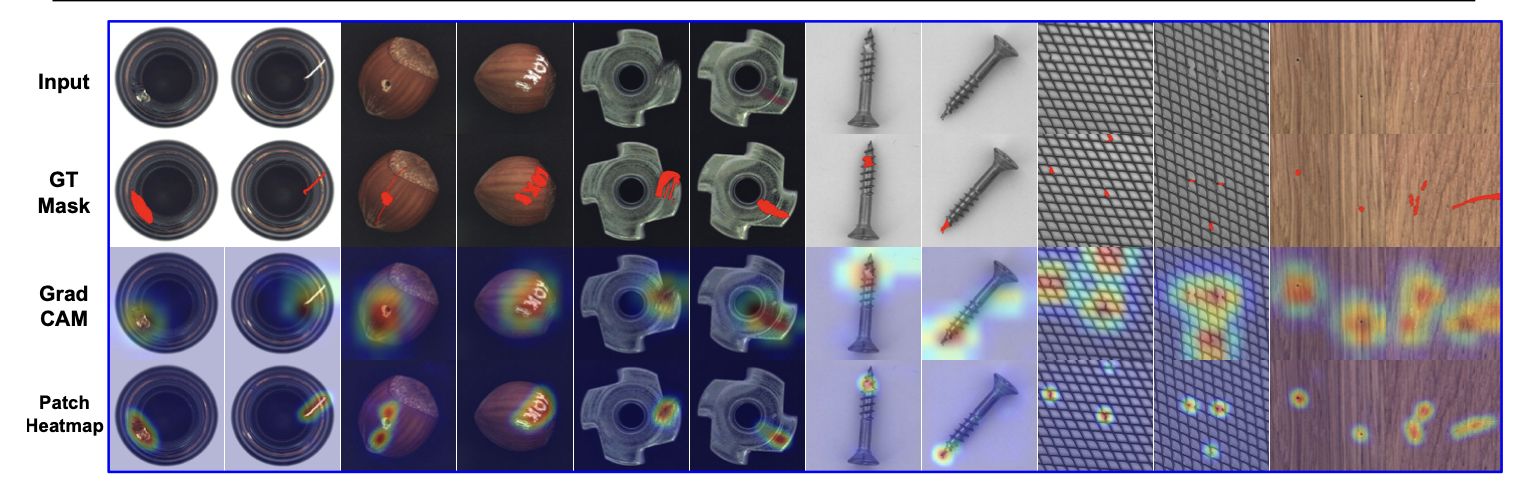 Input
GT
Mask
Grad
CAM
Patch
Heatmap